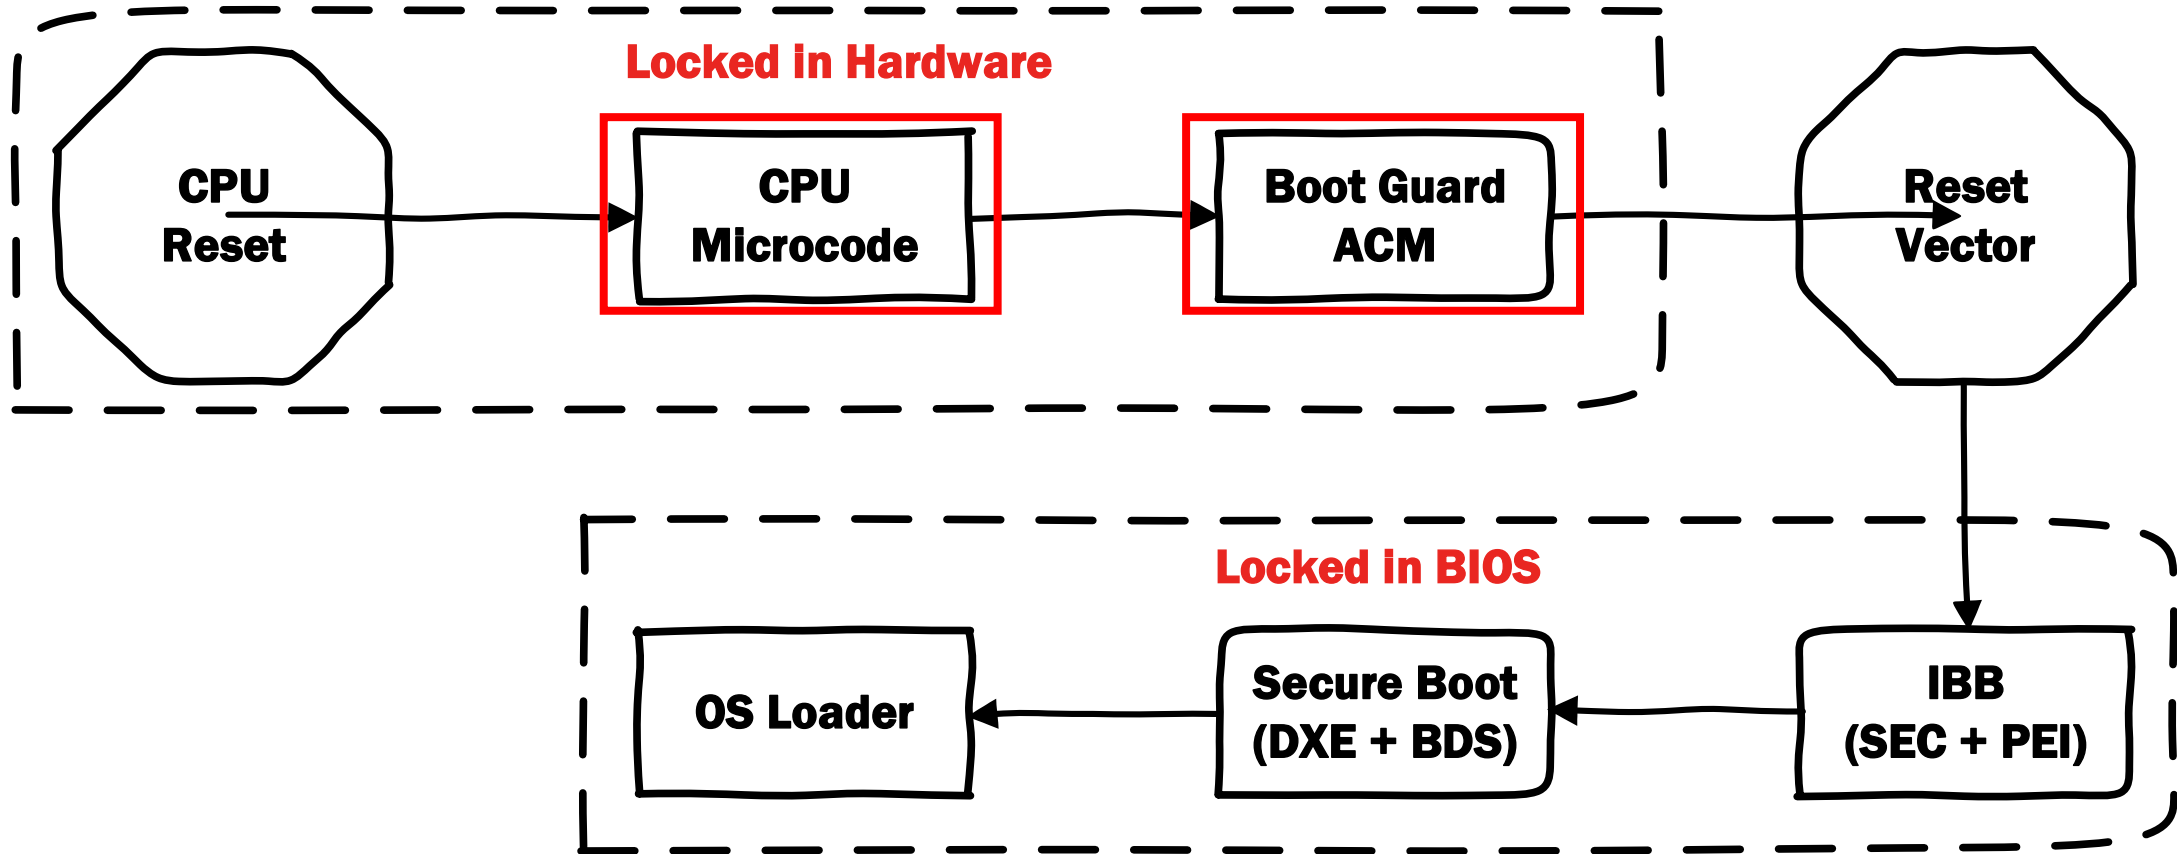 Locked in Hardware
CPU
Reset
CPU
Microcode
Boot Guard
ACM
Reset
Vector
Locked in BIOS
OS Loader
Secure Boot
(DXE + BDS)
IBB
(SEC + PEI)